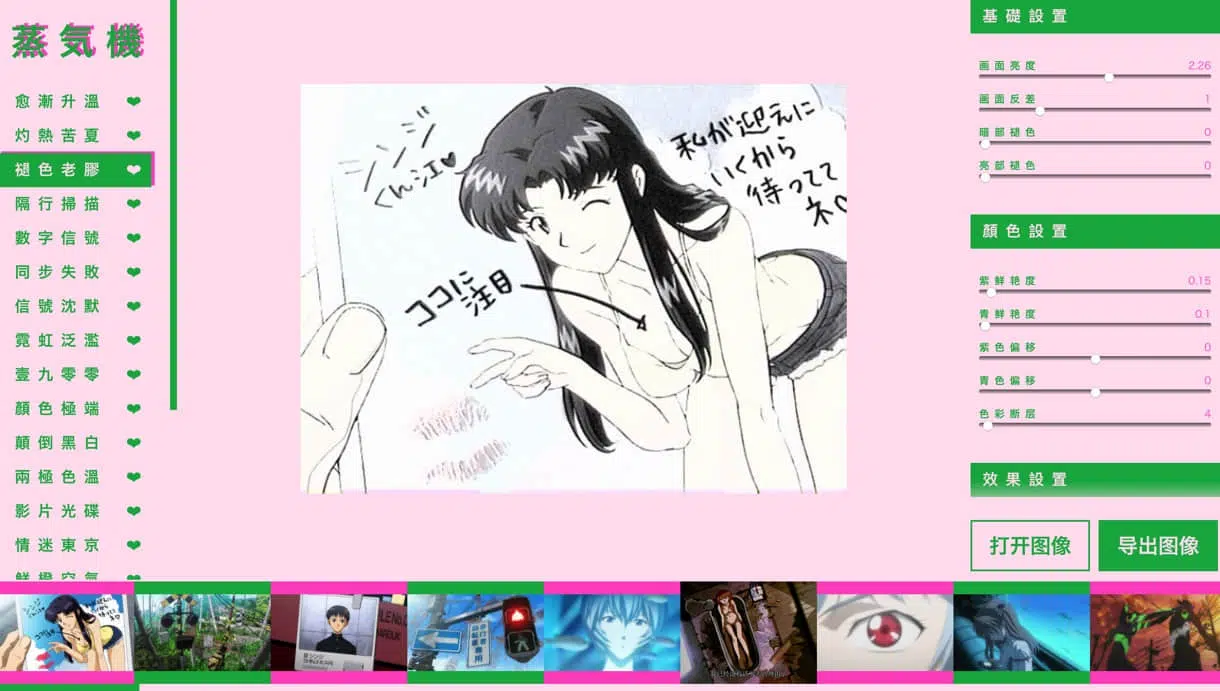 蒸気機
愈漸升溫 ❤
灼熱苦夏 ❤
褪色老膠 ❤
隔行掃描 ❤
數字信號 ❤
同步失敗 ❤
信號沈默 ❤
霓虹泛濫 ❤
壹九零零 ❤
顏色極端 ❤
顛倒黑白 ❤
兩極色溫 ❤
影片光碟 ❤
情迷東京 ❤
鮮橙空氣 ❤
シンジ
くん江♥
私が迎えに
いくから
待ってて
ネ♡
ココに
注目
基礎設置
画面亮度 2.26
画面反差 1
暗部褪色 0
亮部褪色 0
顏色設置
紫鮮艳度 0.15
青鮮艳度 0.1
紫色偏移 0
青色偏移 0
色彩断层 4
效果設置
打开图像
导出图像